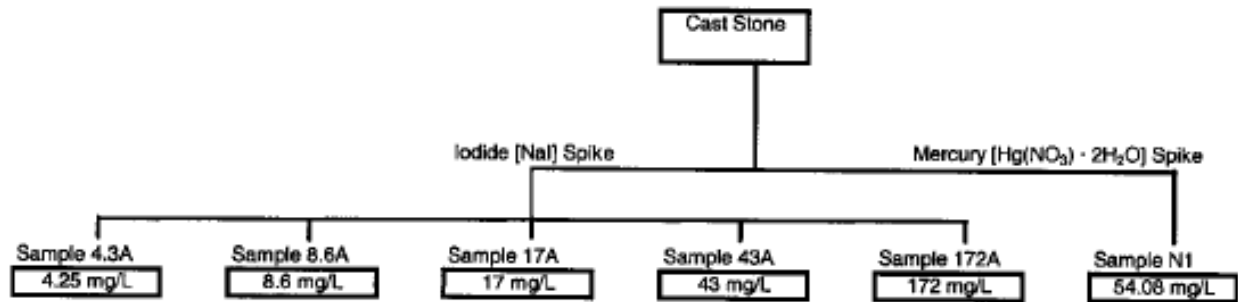 Cast Stone
Iodide [NaI] Spike
Mercury [Hg(NO₃) · 2H₂O] Spike
Sample 4.3A
Sample 8.6A
Sample 17A
Sample 43A
Sample 172A
Sample N1
4.25 mg/L
8.6 mg/L
17 mg/L
43 mg/L
172 mg/L
54.08 mg/L